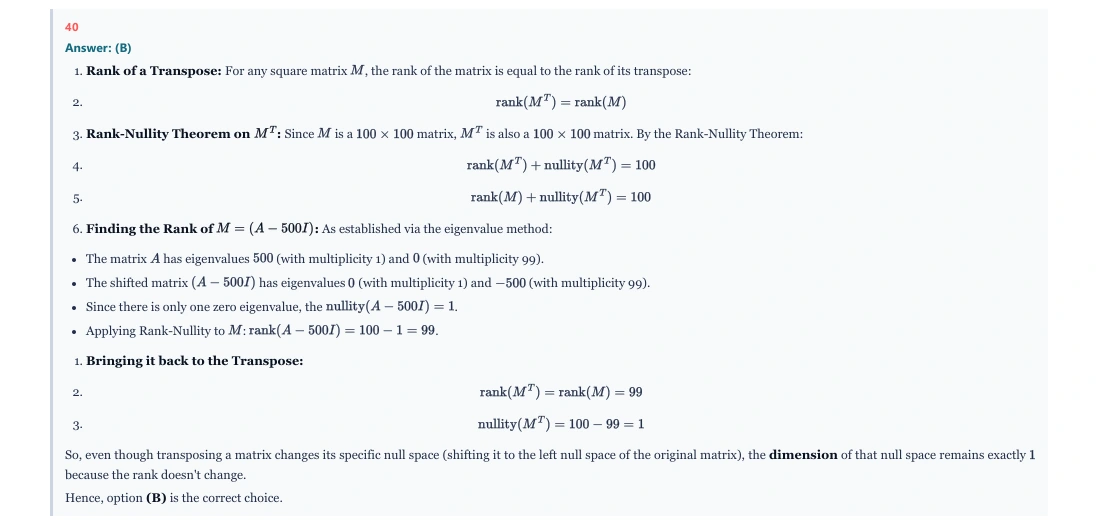 40
Answer: (B)
1. Rank of a Transpose: For any square matrix M, the rank of the matrix is equal to the rank of its transpose:
2. rank(Mᵀ) = rank(M)
3. Rank-Nullity Theorem on Mᵀ: Since M is a 100 × 100 matrix, Mᵀ is also a 100 × 100 matrix. By the Rank-Nullity Theorem:
4. rank(Mᵀ) + nullity(Mᵀ) = 100
5. rank(M) + nullity(Mᵀ) = 100
6. Finding the Rank of M = (A − 500I): As established via the eigenvalue method:
• The matrix A has eigenvalues 500 (with multiplicity 1) and 0 (with multiplicity 99).
• The shifted matrix (A − 500I) has eigenvalues 0 (with multiplicity 1) and −500 (with multiplicity 99).
• Since there is only one zero eigenvalue, the nullity(A − 500I) = 1.
• Applying Rank-Nullity to M: rank(A − 500I) = 100 − 1 = 99.
1. Bringing it back to the Transpose:
2. rank(Mᵀ) = rank(M) = 99
3. nullity(Mᵀ) = 100 − 99 = 1
So, even though transposing a matrix changes its specific null space (shifting it to the left null space of the original matrix), the dimension of that null space remains exactly 1
because the rank doesn't change.
Hence, option (B) is the correct choice.